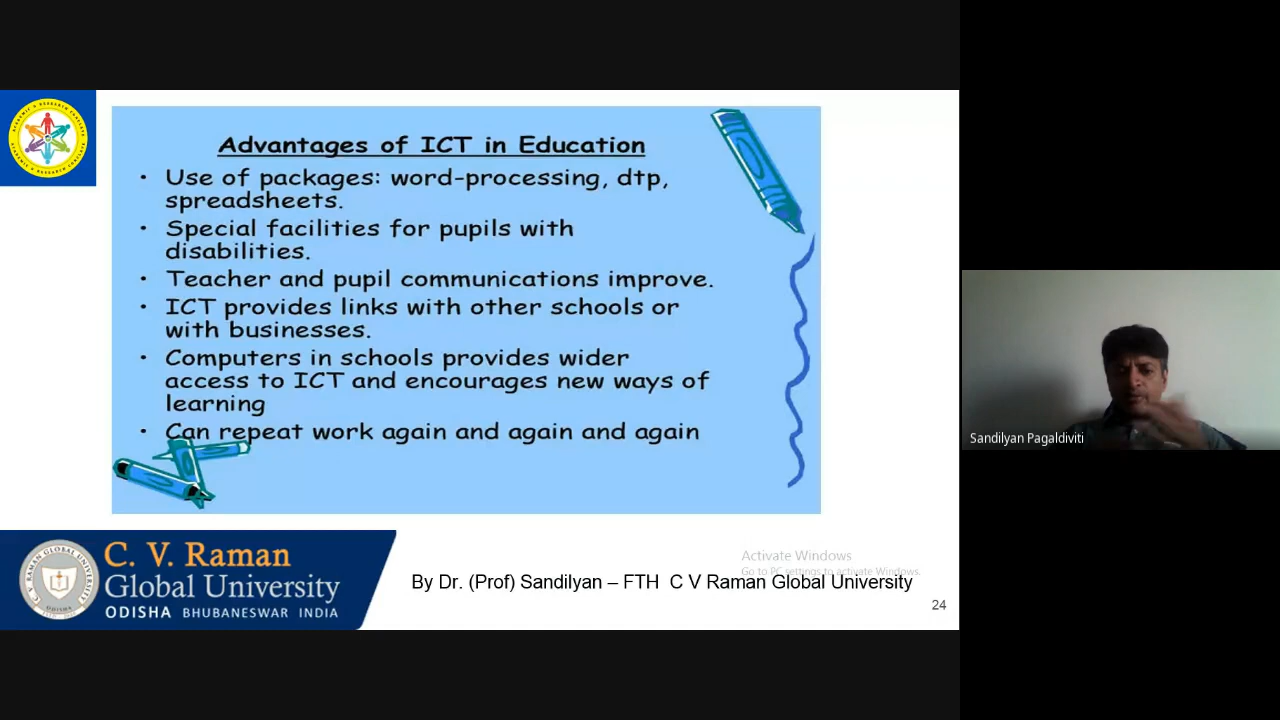 Advantages of ICT in Education
• Use of packages: word-processing, dtp,
spreadsheets.
• Special facilities for pupils with
disabilities.
• Teacher and pupil communications improve.
• ICT provides links with other schools or
with businesses.
• Computers in schools provides wider
access to ICT and encourages new ways of
learning
• Can repeat work again and again and again
Sandilyan Pagaldiviti
C. V. Raman
Global University
ODISHA BHUBANESWAR INDIA
Activate Windows
Go to PC settings to activate Windows.
By Dr. (Prof) Sandilyan – FTH C V Raman Global University
24